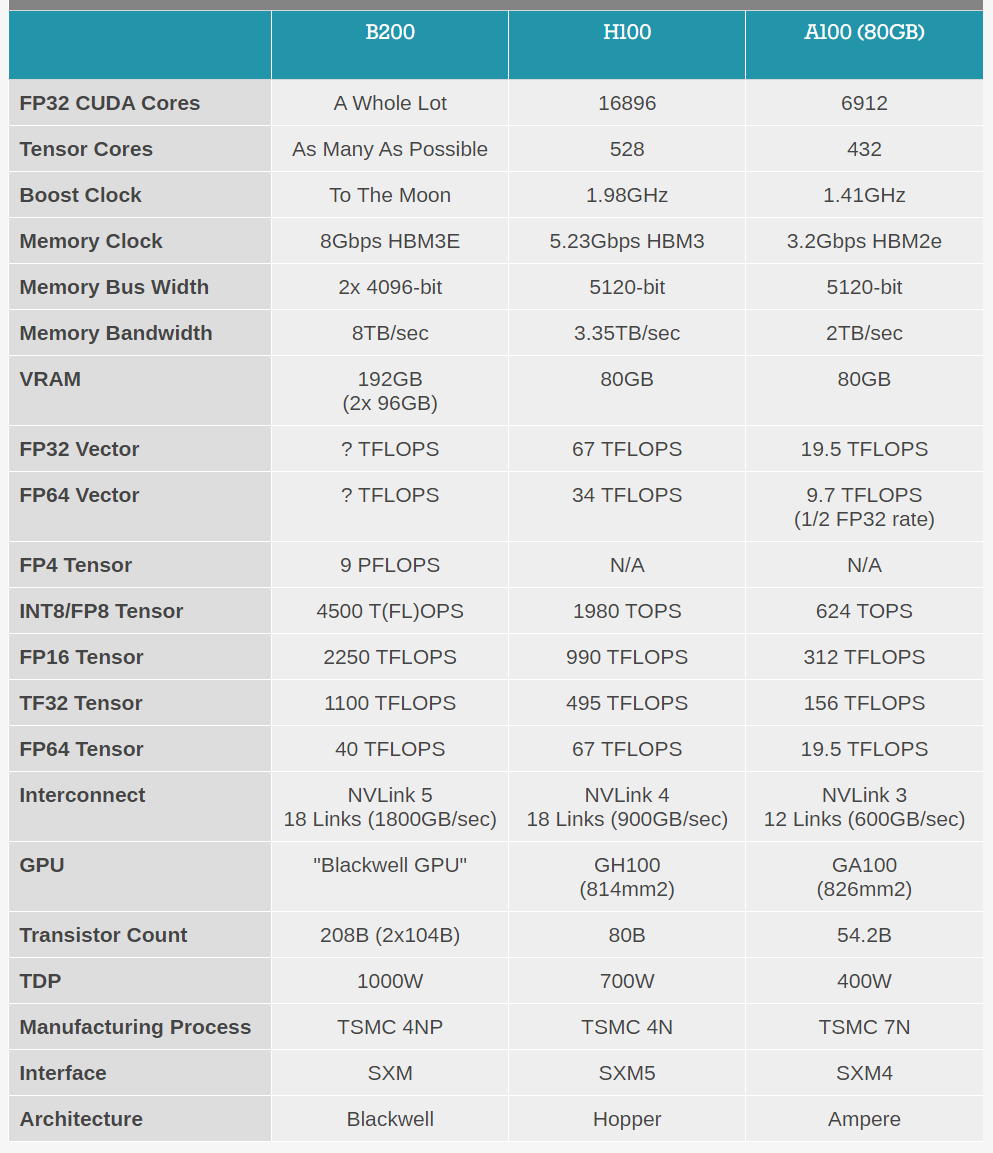 B200 H100 A100 (80GB)
FP32 CUDA Cores A Whole Lot 16896 6912
Tensor Cores As Many As Possible 528 432
Boost Clock To The Moon 1.98GHz 1.41GHz
Memory Clock 8Gbps HBM3E 5.23Gbps HBM3 3.2Gbps HBM2e
Memory Bus Width 2x 4096-bit 5120-bit 5120-bit
Memory Bandwidth 8TB/sec 3.35TB/sec 2TB/sec
VRAM 192GB 80GB 80GB
(2x 96GB)
FP32 Vector ? TFLOPS 67 TFLOPS 19.5 TFLOPS
FP64 Vector ? TFLOPS 34 TFLOPS 9.7 TFLOPS
(1/2 FP32 rate)
FP4 Tensor 9 PFLOPS N/A N/A
INT8/FP8 Tensor 4500 T(FL)OPS 1980 TOPS 624 TOPS
FP16 Tensor 2250 TFLOPS 990 TFLOPS 312 TFLOPS
TF32 Tensor 1100 TFLOPS 495 TFLOPS 156 TFLOPS
FP64 Tensor 40 TFLOPS 67 TFLOPS 19.5 TFLOPS
Interconnect NVLink 5 NVLink 4 NVLink 3
18 Links (1800GB/sec) 18 Links (900GB/sec) 12 Links (600GB/sec)
GPU "Blackwell GPU" GH100 GA100
(814mm2) (826mm2)
Transistor Count 208B (2x104B) 80B 54.2B
TDP 1000W 700W 400W
Manufacturing Process TSMC 4NP TSMC 4N TSMC 7N
Interface SXM SXM5 SXM4
Architecture Blackwell Hopper Ampere